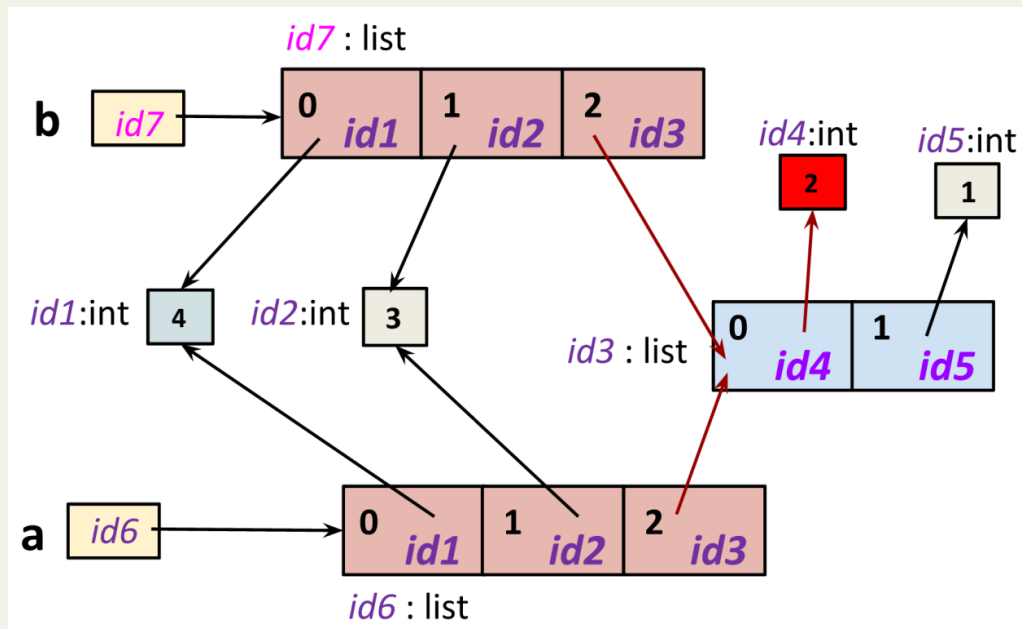 id7 : list
b id7 0 id1 1 id2 2 id3
id4:int id5:int
2 1
id1:int 4 id2:int 3
id3 : list 0 id4 1 id5
a id6 0 id1 1 id2 2 id3
id6 : list